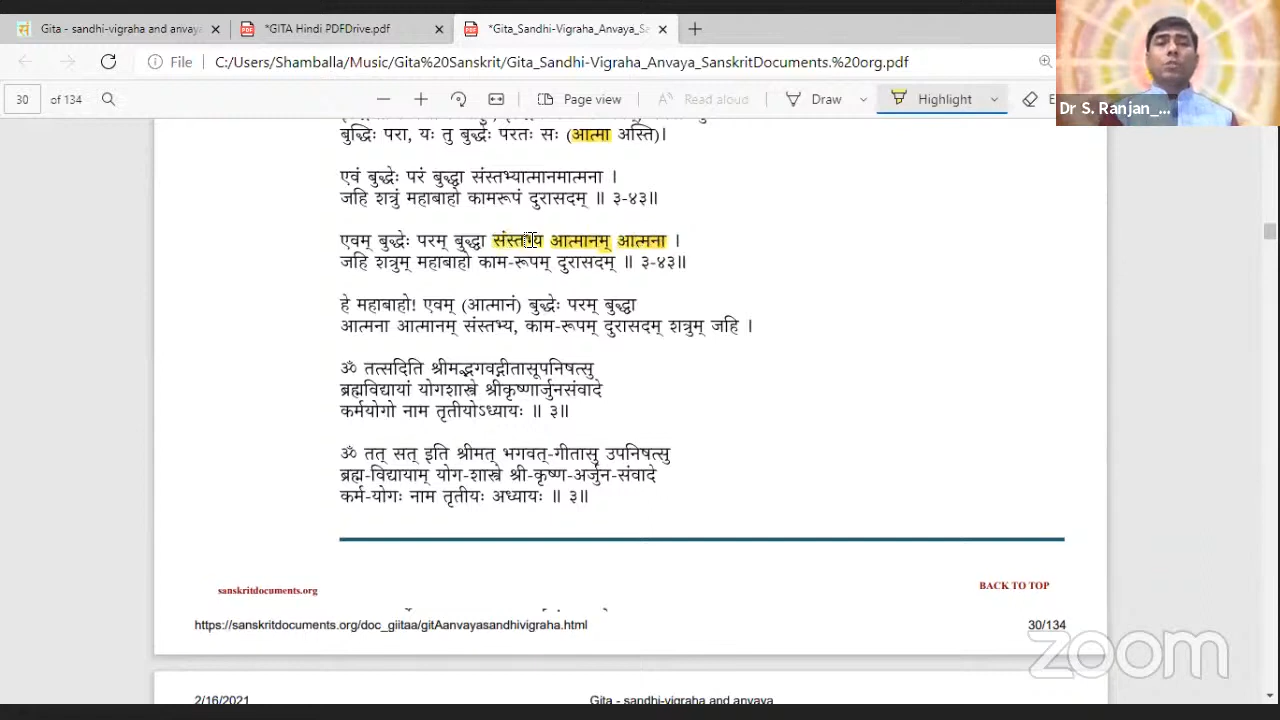 Gita - sandhi-vigraha and anvaya
*GITA Hindi PDFDrive.pdf
*Gita_Sandhi-Vigraha_Anvaya_Sa
File
C:/Users/Shamballa/Music/Gita%20Sanskrit/Gita_Sandhi-Vigraha_Anvaya_SanskritDocuments.%20org.pdf
30 of 134
Page view
Read aloud
Draw
Highlight
Dr S. Ranjan_...
बुद्धिः परा, यः तु बुद्धेः परतः सः (आत्मा अस्ति)।
एवं बुद्धेः परं बुद्ध्वा संस्तभ्यात्मानमात्मना ।
जहि शत्रुं महाबाहो कामरूपं दुरासदम् ॥ ३-४३॥
एवम् बुद्धेः परम् बुद्ध्वा संस्तभ्य आत्मानम् आत्मना ।
जहि शत्रुम् महाबाहो काम-रूपम् दुरासदम् ॥ ३-४३॥
हे महाबाहो! एवम् (आत्मानं) बुद्धेः परम् बुद्ध्वा
आत्मना आत्मानम् संस्तभ्य, काम-रूपम् दुरासदम् शत्रुम् जहि ।
ॐ तत्सदिति श्रीमद्भगवद्गीतासूपनिषत्सु
ब्रह्मविद्यायां योगशास्त्रे श्रीकृष्णार्जुनसंवादे
कर्मयोगो नाम तृतीयोऽध्यायः ॥ ३॥
ॐ तत् सत् इति श्रीमत् भगवत्-गीतासु उपनिषत्सु
ब्रह्म-विद्यायाम् योग-शास्त्रे श्री-कृष्ण-अर्जुन-संवादे
कर्म-योगः नाम तृतीयः अध्यायः ॥ ३॥
sanskritdocuments.org
BACK TO TOP
https://sanskritdocuments.org/doc_giitaa/gitAanvayasandhivigraha.html
30/134
zoom
2/16/2021
Gita - sandhi-vigraha and anvaya